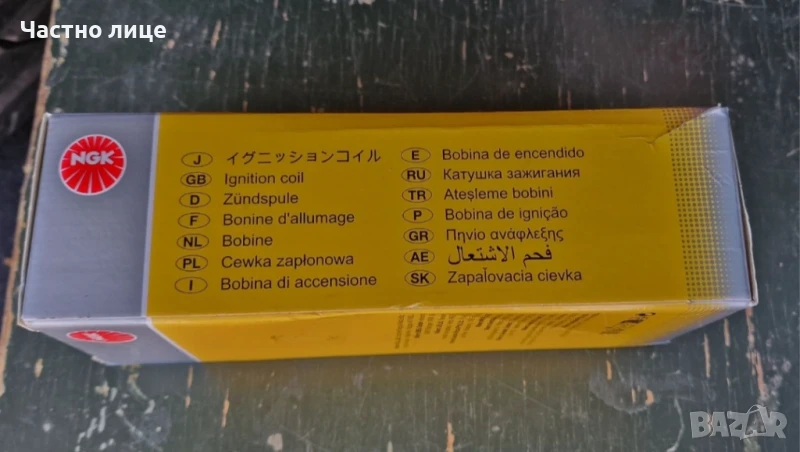 Частно лице
NGK
J イグニッションコイル
GB Ignition coil
D Zündspule
F Bonine d'allumage
NL Bobine
PL Cewka zapłonowa
I Bobina di accensione
E Bobina de encendido
RU Катушка зажигания
TR Ateşleme bobini
P Bobina de ignição
GR Πηνίο ανάφλεξης
AE فحم الاشتعال
SK Zapaľovacia cievka
NGK
BAZAR